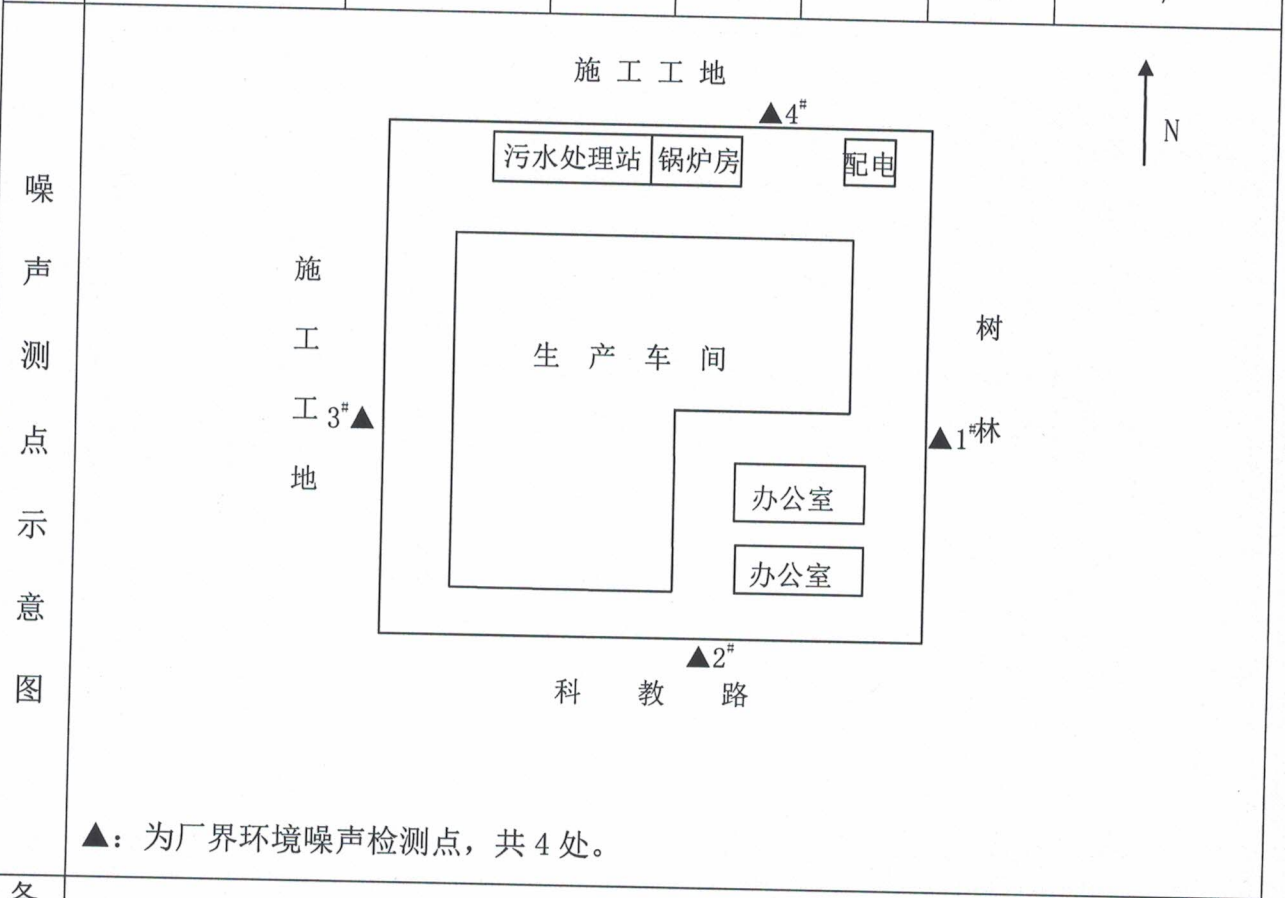 噪声测点示意图
施工工地
▲4#
N
污水处理站
锅炉房
配电
施工工地
生产车间
树林
3#▲
▲1#
办公室
办公室
▲2#
科教路
▲：为厂界环境噪声检测点，共4处。